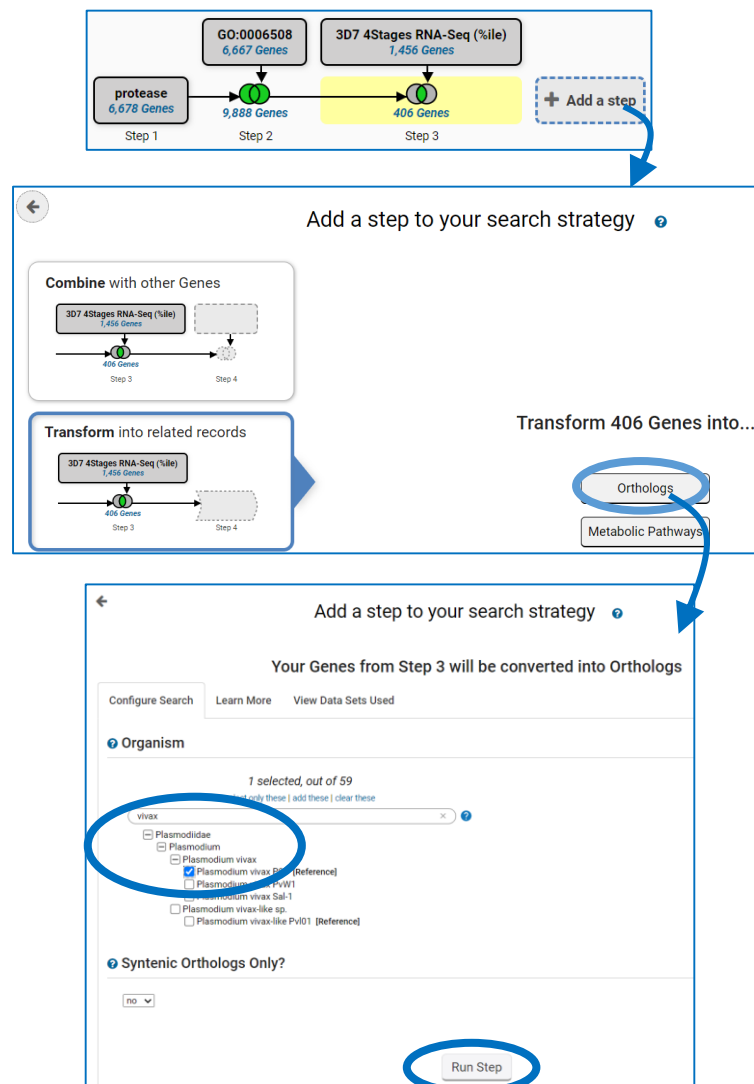 GO:0006508
6,667 Genes
3D7 4Stages RNA-Seq (%ile)
1,456 Genes
protease
6,678 Genes
9,888 Genes
406 Genes
Add a step
Step 1
Step 2
Step 3
Add a step to your search strategy
Combine with other Genes
3D7 4Stages RNA-Seq (%ile)
1,456 Genes
406 Genes
Step 3
Step 4
Transform into related records
3D7 4Stages RNA-Seq (%ile)
1,456 Genes
406 Genes
Step 3
Step 4
Transform 406 Genes into...
Orthologs
Metabolic Pathways
Add a step to your search strategy
Your Genes from Step 3 will be converted into Orthologs
Configure Search Learn More View Data Sets Used
Organism
1 selected, out of 59
only these | add these | clear these
vivax
Plasmodiidae
Plasmodium
Plasmodium vivax
Plasmodium vivax [Reference]
Plasmodium vivax PvW1
Plasmodium vivax Sal-1
Plasmodium vivax-like sp.
Plasmodium vivax-like Pvl01 [Reference]
Syntenic Orthologs Only?
no
Run Step